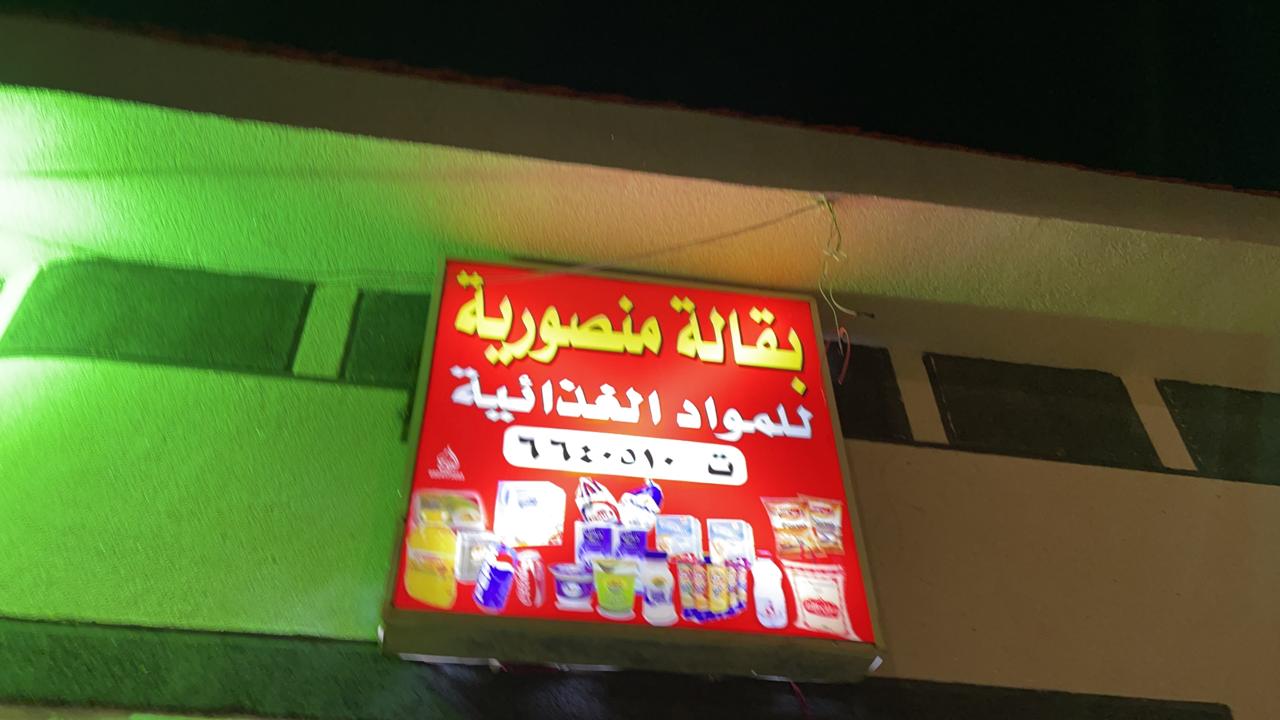 بقالة منصورية
للمواد الغذائية
ت ٦٦٤٠٥١٠